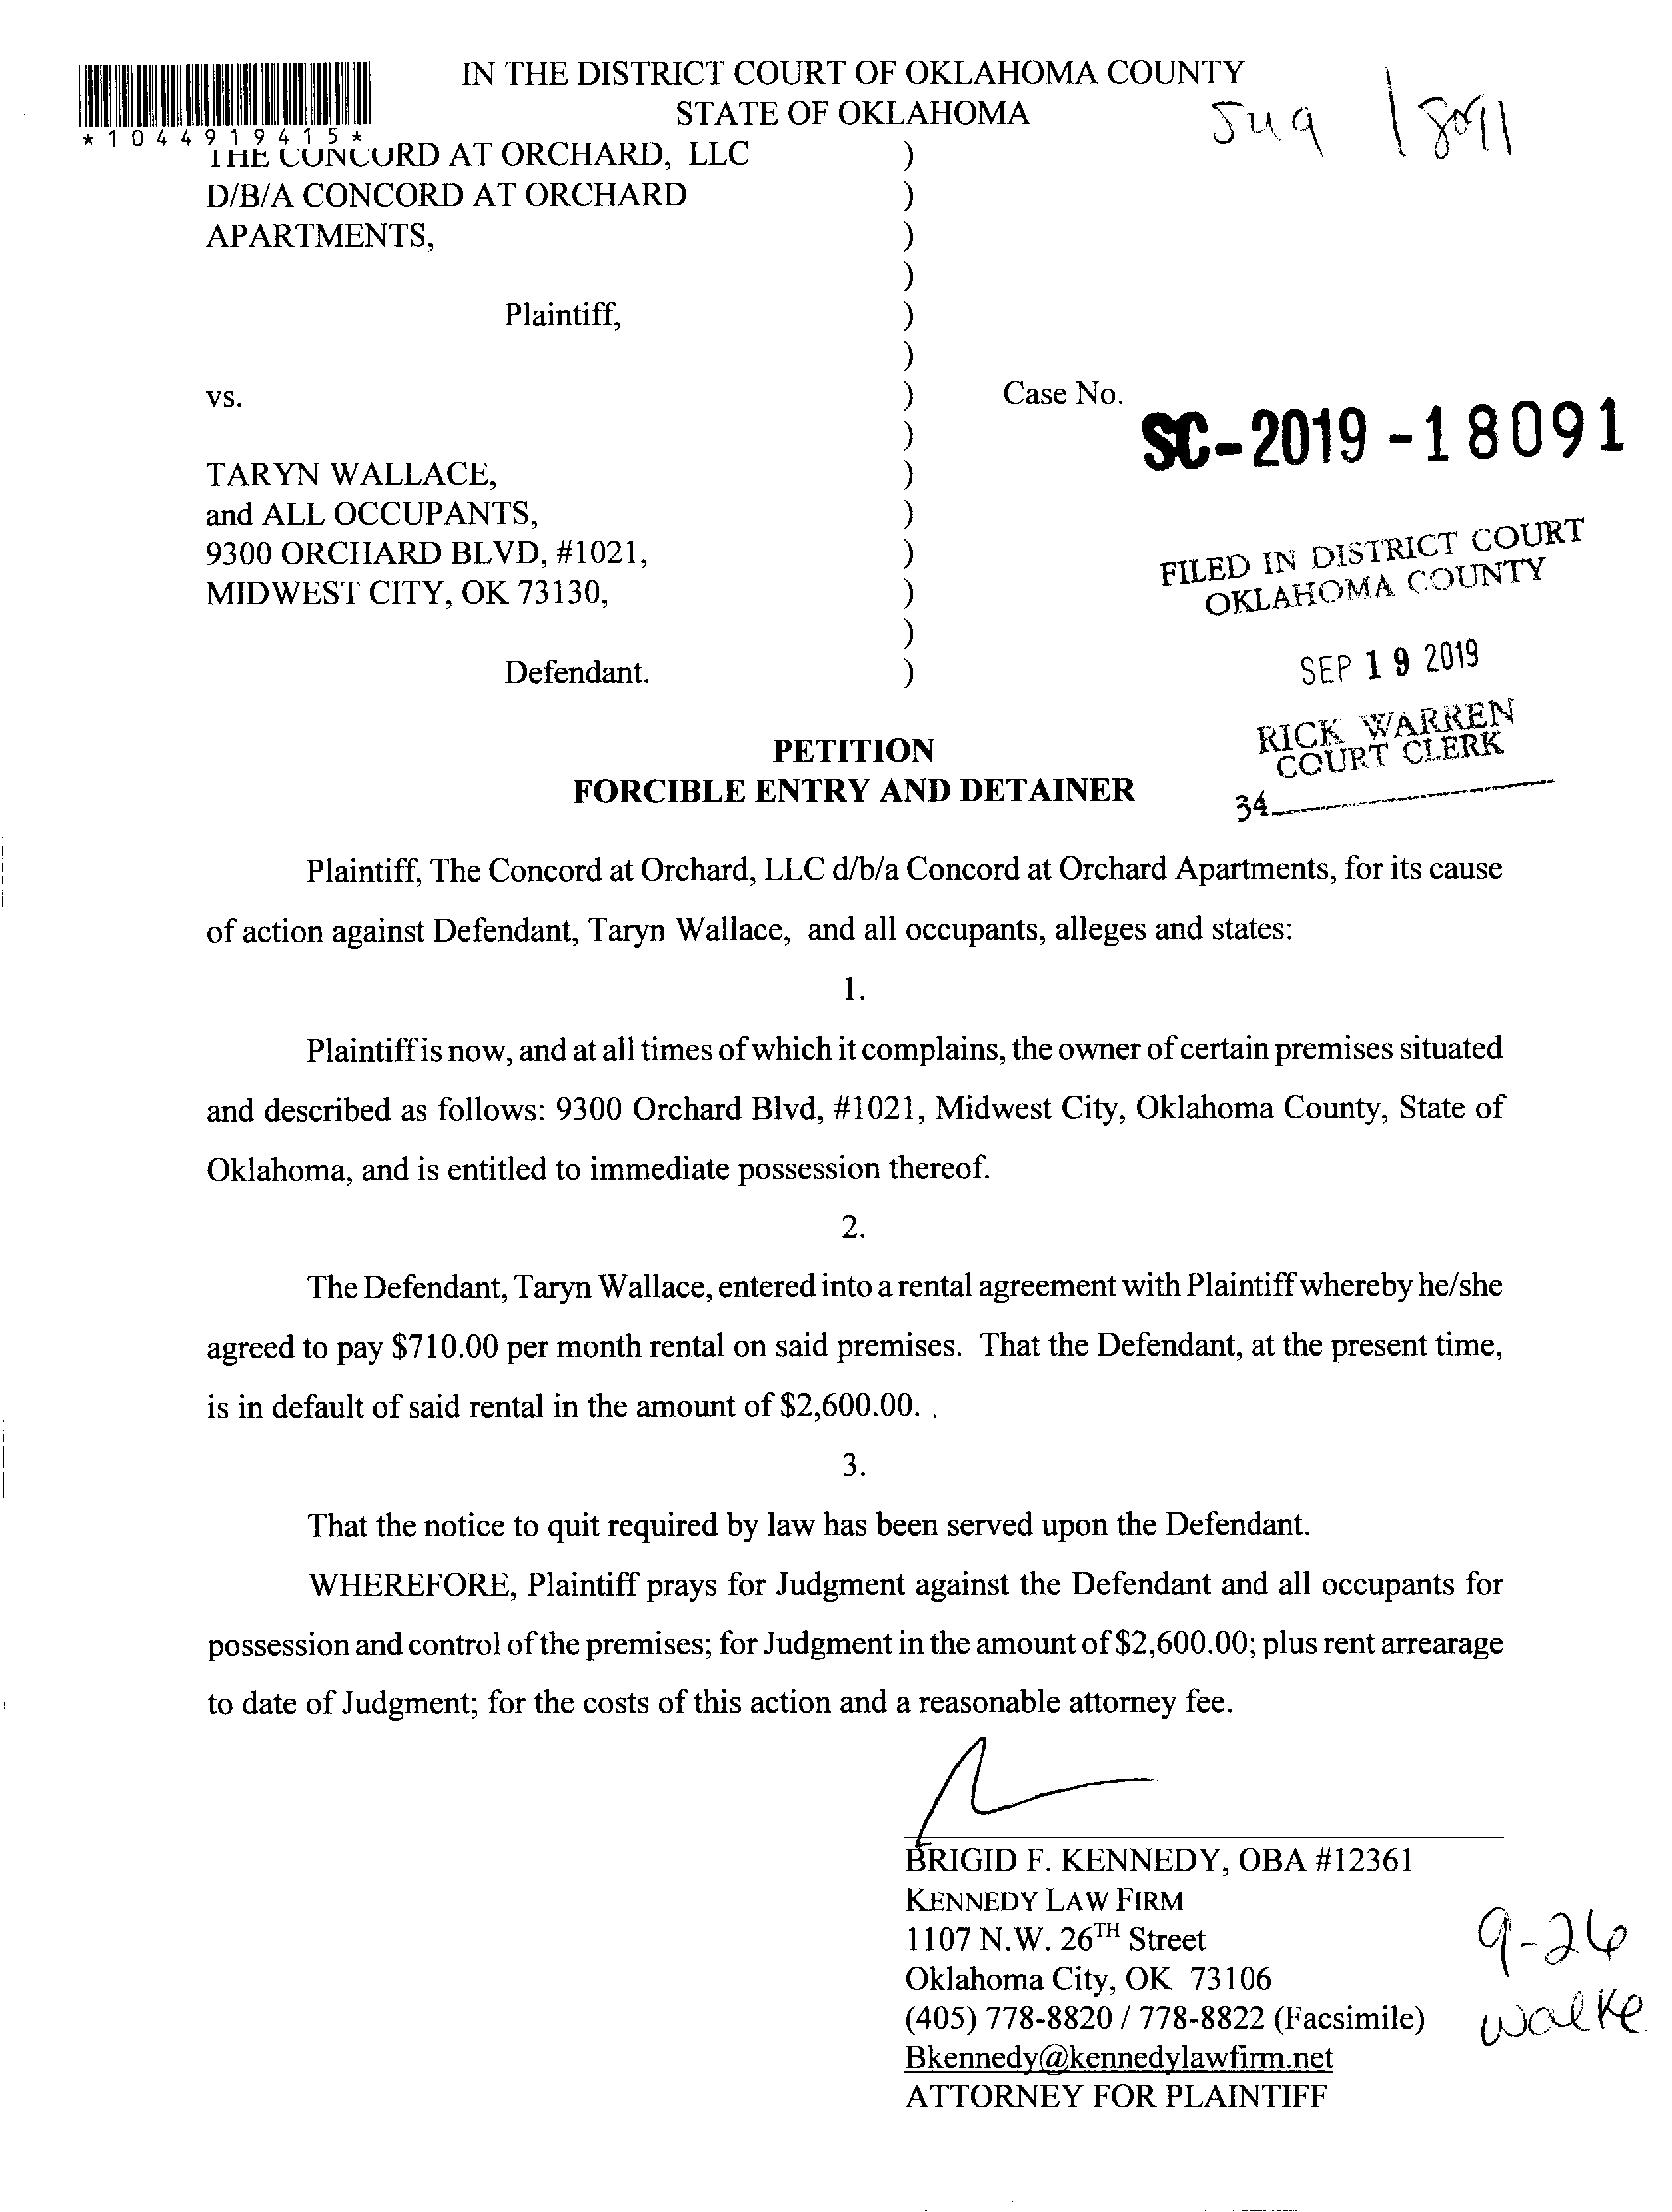 IN THE DISTRICT COURT OF OKLAHOMA COUNTY
STATE OF OKLAHOMA
*1044919415*
18091
THE CONCORD AT ORCHARD, LLC )
D/B/A CONCORD AT ORCHARD )
APARTMENTS, )
)
Plaintiff, )
)
vs. ) Case No. SC-2019-18091
)
TARYN WALLACE, )
and ALL OCCUPANTS, )
9300 ORCHARD BLVD, #1021, )
MIDWEST CITY, OK 73130, )
)
Defendant. )
FILED IN DISTRICT COURT
OKLAHOMA COUNTY
SEP 19 2019
RICK WARREN
COURT CLERK
34
PETITION
FORCIBLE ENTRY AND DETAINER
Plaintiff, The Concord at Orchard, LLC d/b/a Concord at Orchard Apartments, for its cause
of action against Defendant, Taryn Wallace, and all occupants, alleges and states:
1.
Plaintiff is now, and at all times of which it complains, the owner of certain premises situated
and described as follows: 9300 Orchard Blvd, #1021, Midwest City, Oklahoma County, State of
Oklahoma, and is entitled to immediate possession thereof.
2.
The Defendant, Taryn Wallace, entered into a rental agreement with Plaintiff whereby he/she
agreed to pay $710.00 per month rental on said premises. That the Defendant, at the present time,
is in default of said rental in the amount of $2,600.00. .
3.
That the notice to quit required by law has been served upon the Defendant.
WHEREFORE, Plaintiff prays for Judgment against the Defendant and all occupants for
possession and control of the premises; for Judgment in the amount of $2,600.00; plus rent arrearage
to date of Judgment; for the costs of this action and a reasonable attorney fee.
BRIGID F. KENNEDY, OBA #12361
KENNEDY LAW FIRM
1107 N.W. 26TH Street
Oklahoma City, OK 73106
(405) 778-8820 / 778-8822 (Facsimile)
Bkennedy@kennedylawfirm.net
ATTORNEY FOR PLAINTIFF
9-26
walke